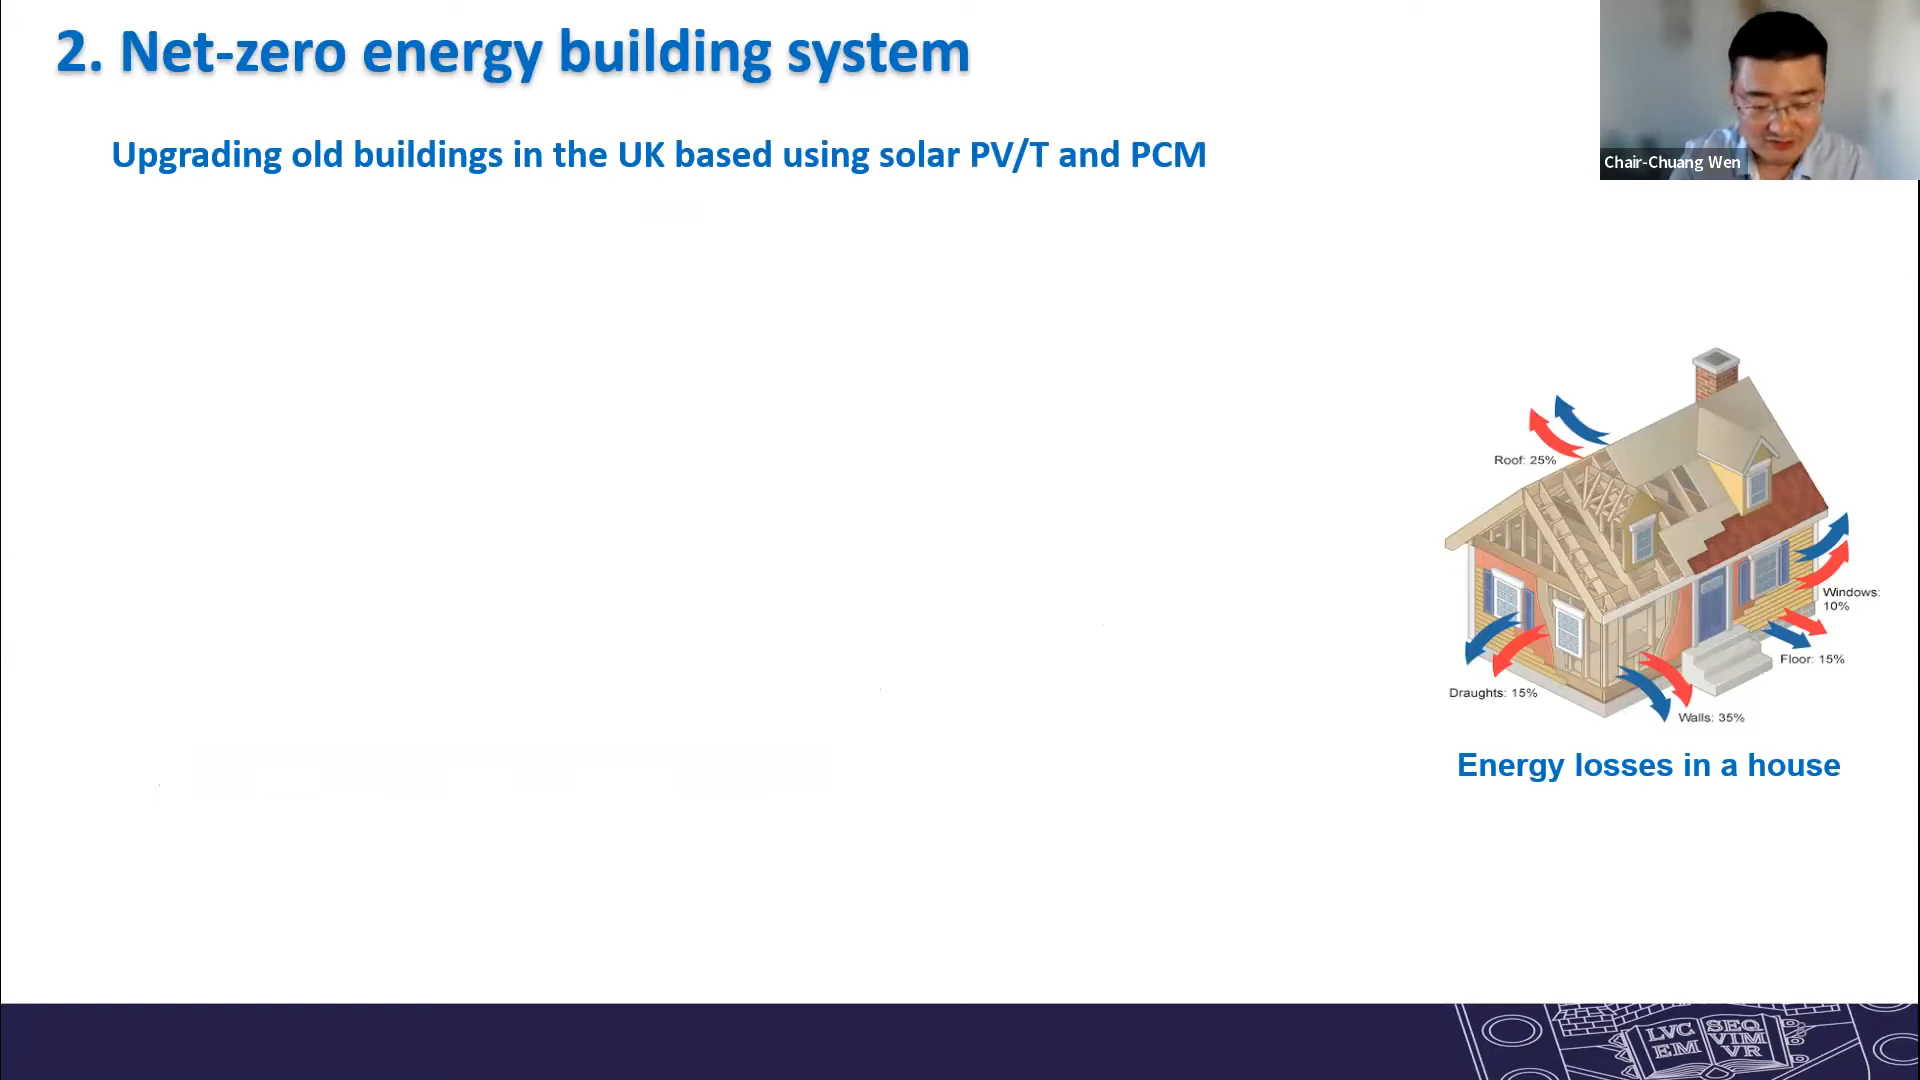 2. Net-zero energy building system
Chair-Chuang Wen
Upgrading old buildings in the UK based using solar PV/T and PCM
Roof: 25%
Windows:
10%
Floor: 15%
Draughts: 15%
Walls: 35%
Energy losses in a house
LVC SEQ
EM VIM
VR